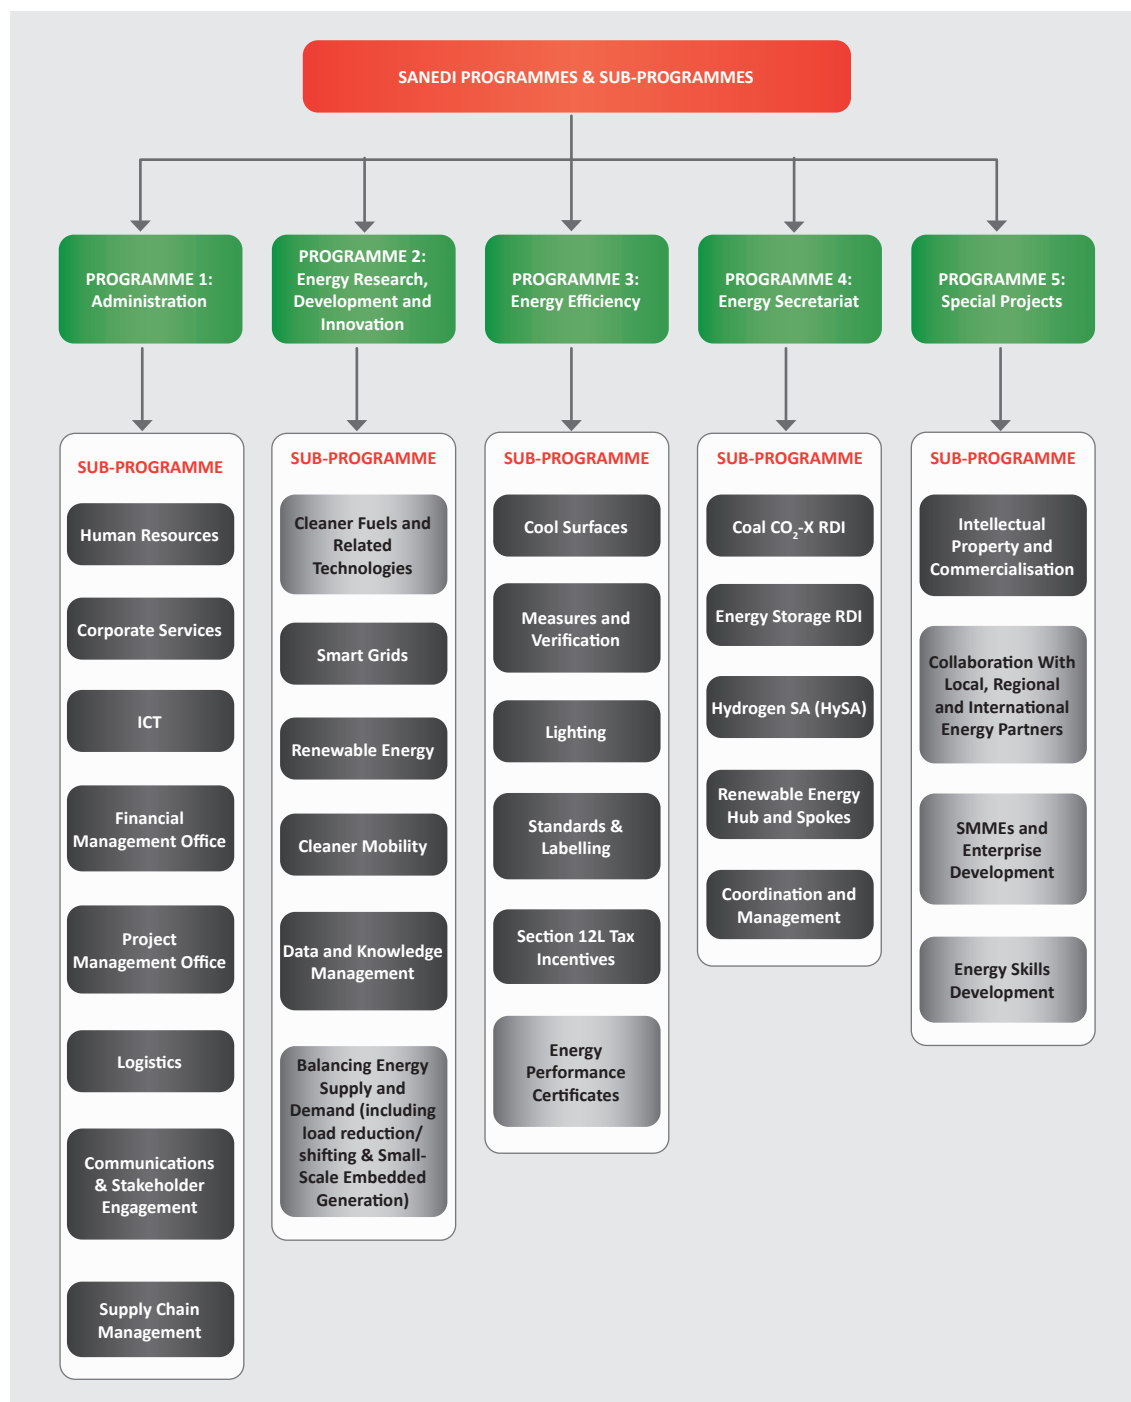 SANEDI PROGRAMMES & SUB-PROGRAMMES
PROGRAMME 1:
Administration
PROGRAMME 2:
Energy Research,
Development and
Innovation
PROGRAMME 3:
Energy Efficiency
PROGRAMME 4:
Energy Secretariat
PROGRAMME 5:
Special Projects
SUB-PROGRAMME
Human Resources
Corporate Services
ICT
Financial
Management Office
Project
Management Office
Logistics
Communications
& Stakeholder
Engagement
Supply Chain
Management
SUB-PROGRAMME
Cleaner Fuels and
Related
Technologies
Smart Grids
Renewable Energy
Cleaner Mobility
Data and Knowledge
Management
Balancing Energy
Supply and
Demand (including
load reduction/
shifting & Small-
Scale Embedded
Generation)
SUB-PROGRAMME
Cool Surfaces
Measures and
Verification
Lighting
Standards &
Labelling
Section 12L Tax
Incentives
Energy
Performance
Certificates
SUB-PROGRAMME
Coal CO₂-X RDI
Energy Storage RDI
Hydrogen SA (HySA)
Renewable Energy
Hub and Spokes
Coordination and
Management
SUB-PROGRAMME
Intellectual
Property and
Commercialisation
Collaboration With
Local, Regional
and International
Energy Partners
SMMEs and
Enterprise
Development
Energy Skills
Development